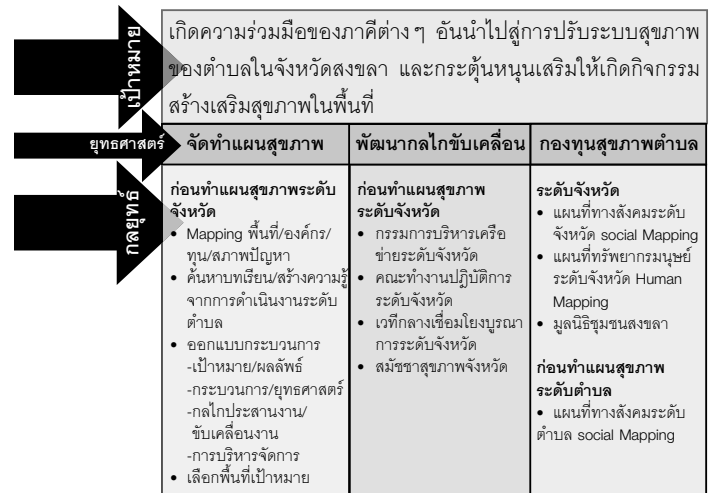 เป้าหมาย
เกิดความร่วมมือของภาคีต่าง ๆ อันนำไปสู่การปรับระบบสุขภาพ
ของตำบลในจังหวัดสงขลา และกระตุ้นหนุนเสริมให้เกิดกิจกรรม
สร้างเสริมสุขภาพในพื้นที่
ยุทธศาสตร์
จัดทำแผนสุขภาพ
พัฒนากลไกขับเคลื่อน
กองทุนสุขภาพตำบล
กลยุทธ์
ก่อนทำแผนสุขภาพระดับ
จังหวัด
• Mapping พื้นที่/องค์กร/
ทุน/สภาพปัญหา
• ค้นหาบทเรียน/สร้างความรู้
จากการดำเนินงานระดับ
ตำบล
• ออกแบบกระบวนการ
-เป้าหมาย/ผลลัพธ์
-กระบวนการ/ยุทธศาสตร์
-กลไกประสานงาน/
ขับเคลื่อนงาน
-การบริหารจัดการ
• เลือกพื้นที่เป้าหมาย
ก่อนทำแผนสุขภาพ
ระดับจังหวัด
• กรรมการบริหารเครือ
ข่ายระดับจังหวัด
• คณะทำงานปฏิบัติการ
ระดับจังหวัด
• เวทีกลางเชื่อมโยงบูรณา
การระดับจังหวัด
• สมัชชาสุขภาพจังหวัด
ระดับจังหวัด
• แผนที่ทางสังคมระดับ
จังหวัด social Mapping
• แผนที่ทรัพยากรมนุษย์
ระดับจังหวัด Human
Mapping
• มูลนิธิชุมชนสงขลา
ก่อนทำแผนสุขภาพ
ระดับตำบล
• แผนที่ทางสังคมระดับ
ตำบล social Mapping